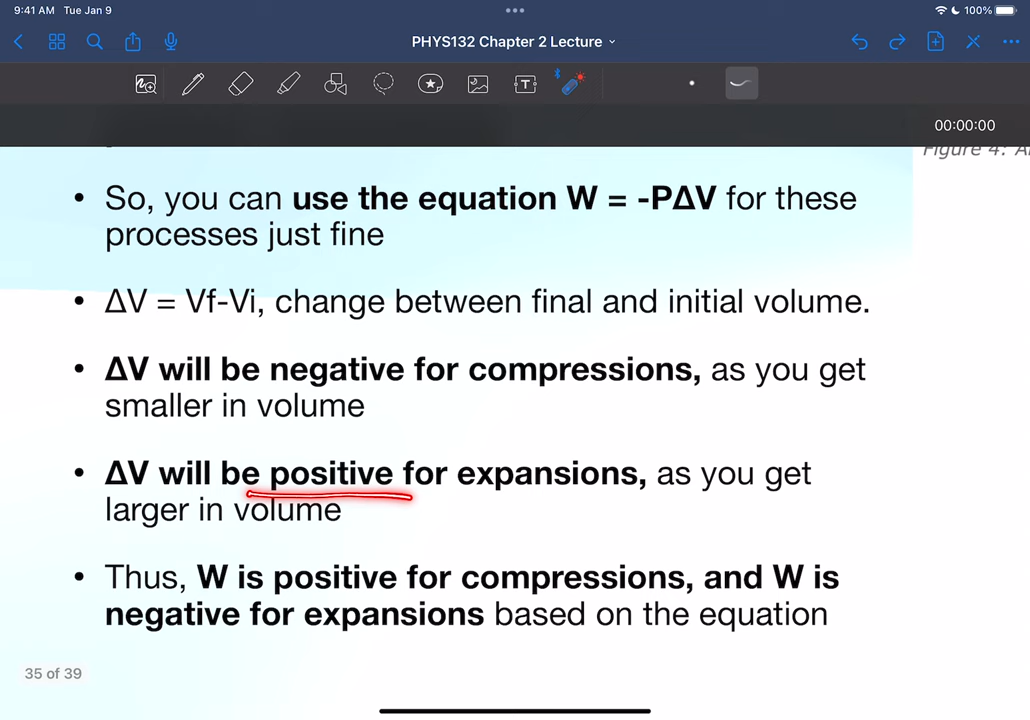 9:41 AM Tue Jan 9
100%
PHYS132 Chapter 2 Lecture
T
00:00:00
Figure 4:
• So, you can use the equation W = -PΔV for these
processes just fine
• ΔV = Vf-Vi, change between final and initial volume.
• ΔV will be negative for compressions, as you get
smaller in volume
• ΔV will be positive for expansions, as you get
larger in volume
• Thus, W is positive for compressions, and W is
negative for expansions based on the equation
35 of 39